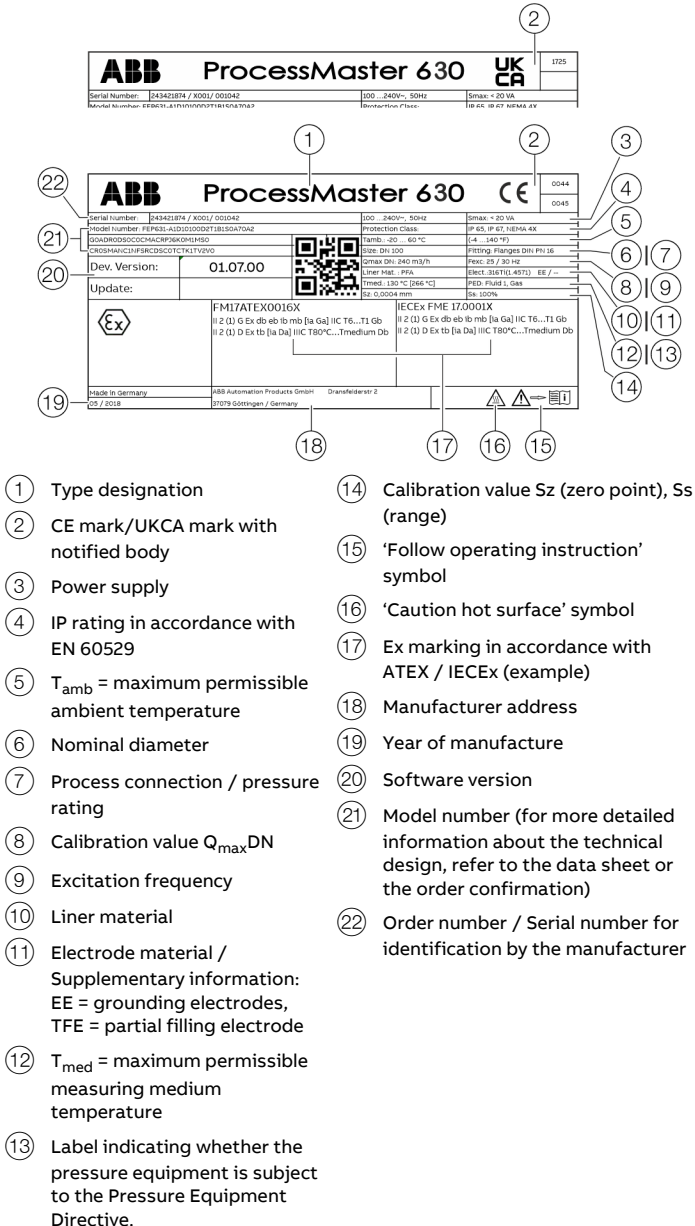 2
ABB ProcessMaster 630 UK CA 1725
Serial Number: 243421874 / X001/ 001042 100 ...240V~, 50Hz Smax: < 20 VA
Model Number: FEP631-A1D10100D2T1B1S0A70A2 Protection Class: IP 65, IP 67, NEMA 4X
1 2 3
22 ABB ProcessMaster 630 CE 0044
0045
4
Serial Number: 243421874 / X001/ 001042 100 ...240V~, 50Hz Smax: < 20 VA
5
Model Number: FEP631-A1D10100D2T1B1S0A70A2 Protection Class: IP 65, IP 67, NEMA 4X
21 G0ADR0DS0C0CMACRPJ6K0M1MS0 Tamb.: -20 ... 60 °C (-4 ...140 °F)
CR0SMANC1NFSRCDSC0TCTK1TV2V0 Size: DN 100 Fitting: Flanges DIN PN 16
6 | 7
20 Dev. Version: 01.07.00 Qmax DN: 240 m3/h Fexc: 25 / 30 Hz
Liner Mat. : PFA Elect.:316TI(1.4571) EE / --
8 | 9
Update: Tmed.: 130 °C [266 °C] PED: Fluid 1, Gas
Sz: 0,0004 mm Ss: 100%
10 | 11
Ex FM17ATEX0016X IECEx FME 17.0001X
II 2 (1) G Ex db eb ib mb [ia Ga] IIC T6...T1 Gb II 2 (1) G Ex db eb ib mb [ia Ga] IIC T6...T1 Gb
II 2 (1) D Ex tb [ia Da] IIIC T80°C...Tmedium Db II 2 (1) D Ex tb [ia Da] IIIC T80°C...Tmedium Db
12 | 13
14
Made in Germany ABB Automation Products GmbH Dransfelderstr 2
19 05 / 2018 37079 Göttingen / Germany
18 17 16 15
1 Type designation
2 CE mark/UKCA mark with
notified body
3 Power supply
4 IP rating in accordance with
EN 60529
5 Tamb = maximum permissible
ambient temperature
6 Nominal diameter
7 Process connection / pressure
rating
8 Calibration value QmaxDN
9 Excitation frequency
10 Liner material
11 Electrode material /
Supplementary information:
EE = grounding electrodes,
TFE = partial filling electrode
12 Tmed = maximum permissible
measuring medium
temperature
13 Label indicating whether the
pressure equipment is subject
to the Pressure Equipment
Directive.
14 Calibration value Sz (zero point), Ss
(range)
15 ‘Follow operating instruction’
symbol
16 ‘Caution hot surface’ symbol
17 Ex marking in accordance with
ATEX / IECEx (example)
18 Manufacturer address
19 Year of manufacture
20 Software version
21 Model number (for more detailed
information about the technical
design, refer to the data sheet or
the order confirmation)
22 Order number / Serial number for
identification by the manufacturer